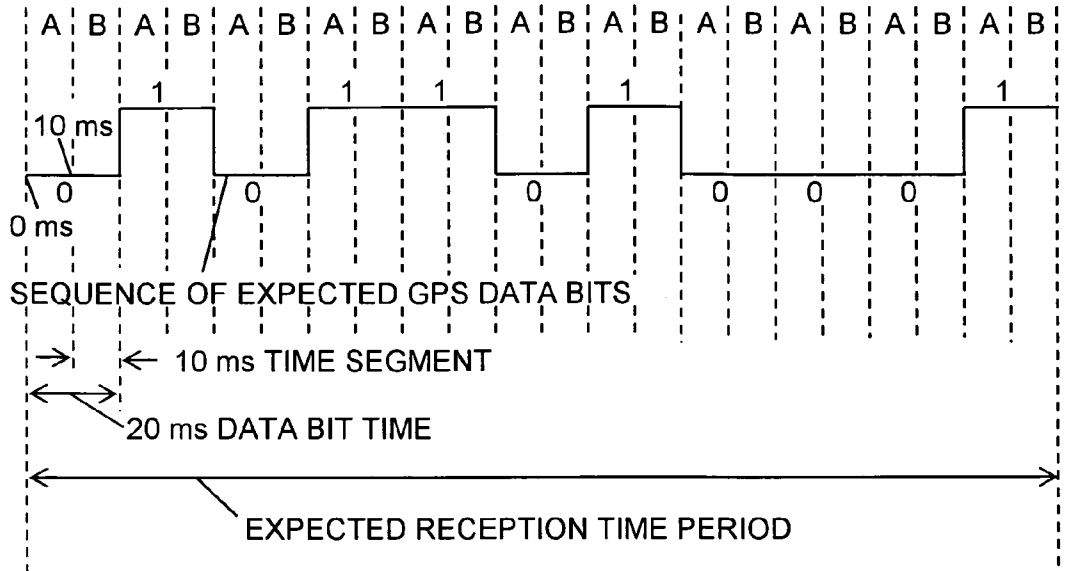 A B A B A B A B A B A B A B A B A B A B A B
1 1 1 1 1
10 ms
0 0 0 0 0 0
0 ms
SEQUENCE OF EXPECTED GPS DATA BITS
10 ms TIME SEGMENT
20 ms DATA BIT TIME
EXPECTED RECEPTION TIME PERIOD